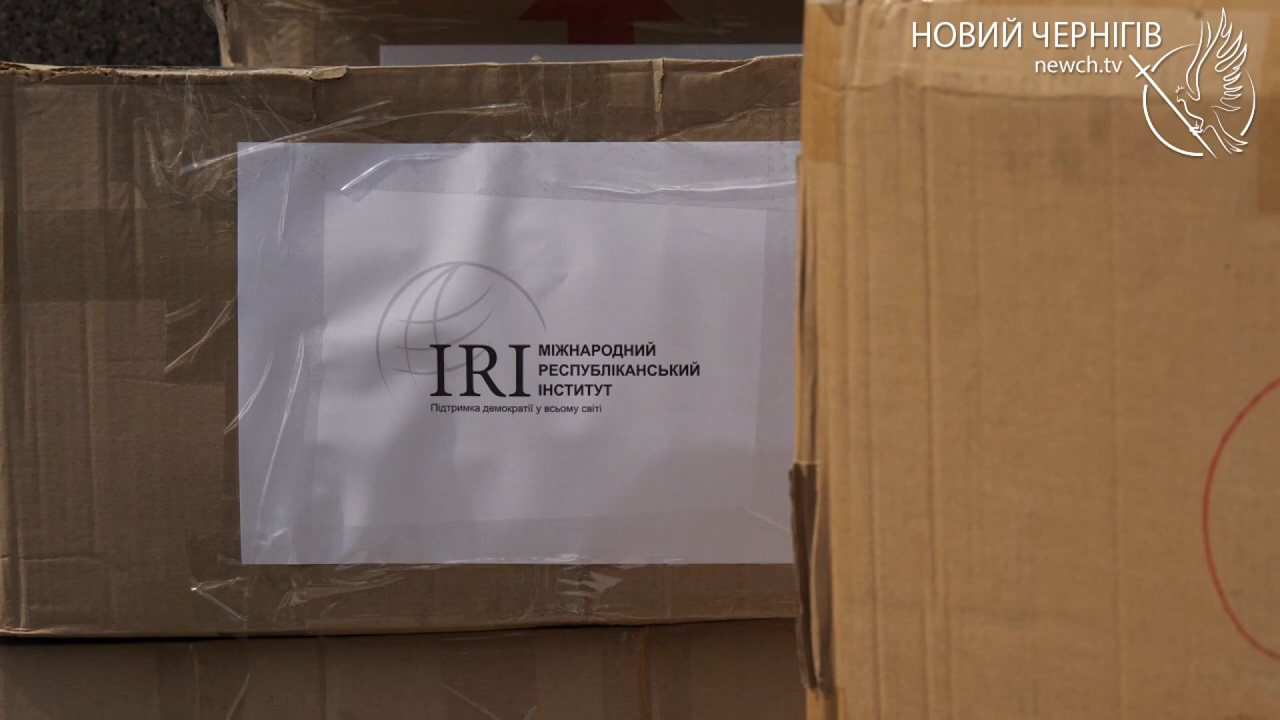 НОВИЙ ЧЕРНІГІВ
newch.tv
IRI
МІЖНАРОДНИЙ
РЕСПУБЛІКАНСЬКИЙ
ІНСТИТУТ
Підтримка демократії у всьому світі